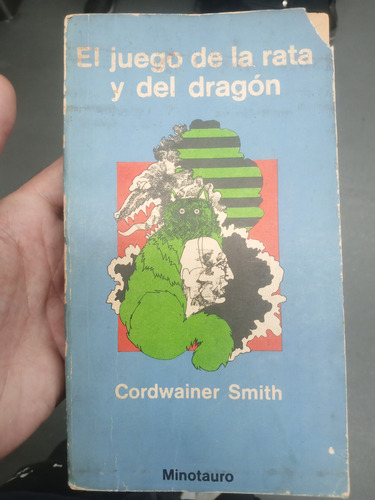 El juego de la rata
y del dragón
Cordwainer Smith
Minotauro